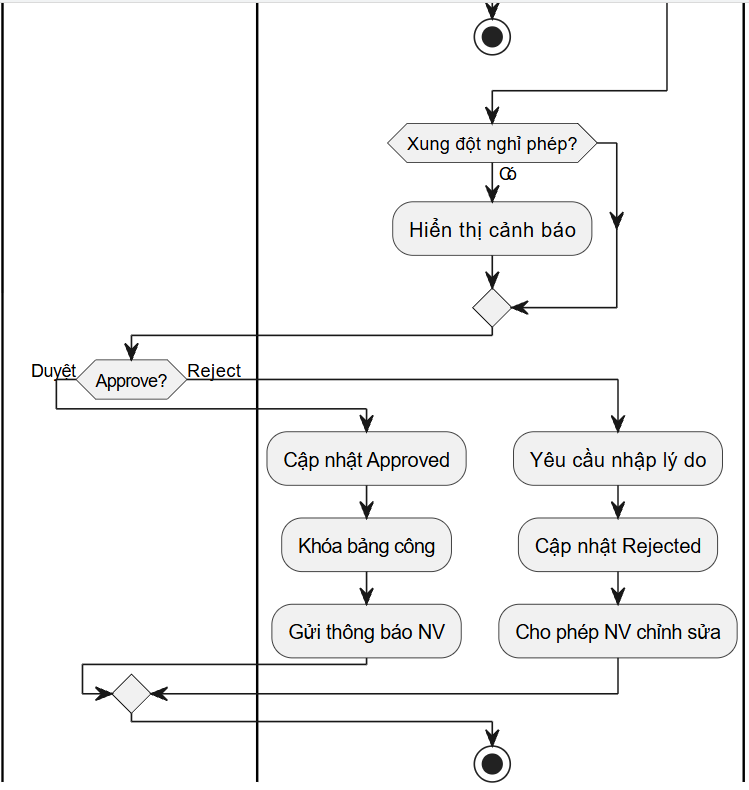 Xung đột nghỉ phép?
Có
Hiển thị cảnh báo
Duyệt
Approve?
Reject
Cập nhật Approved
Yêu cầu nhập lý do
Khóa bảng công
Cập nhật Rejected
Gửi thông báo NV
Cho phép NV chỉnh sửa